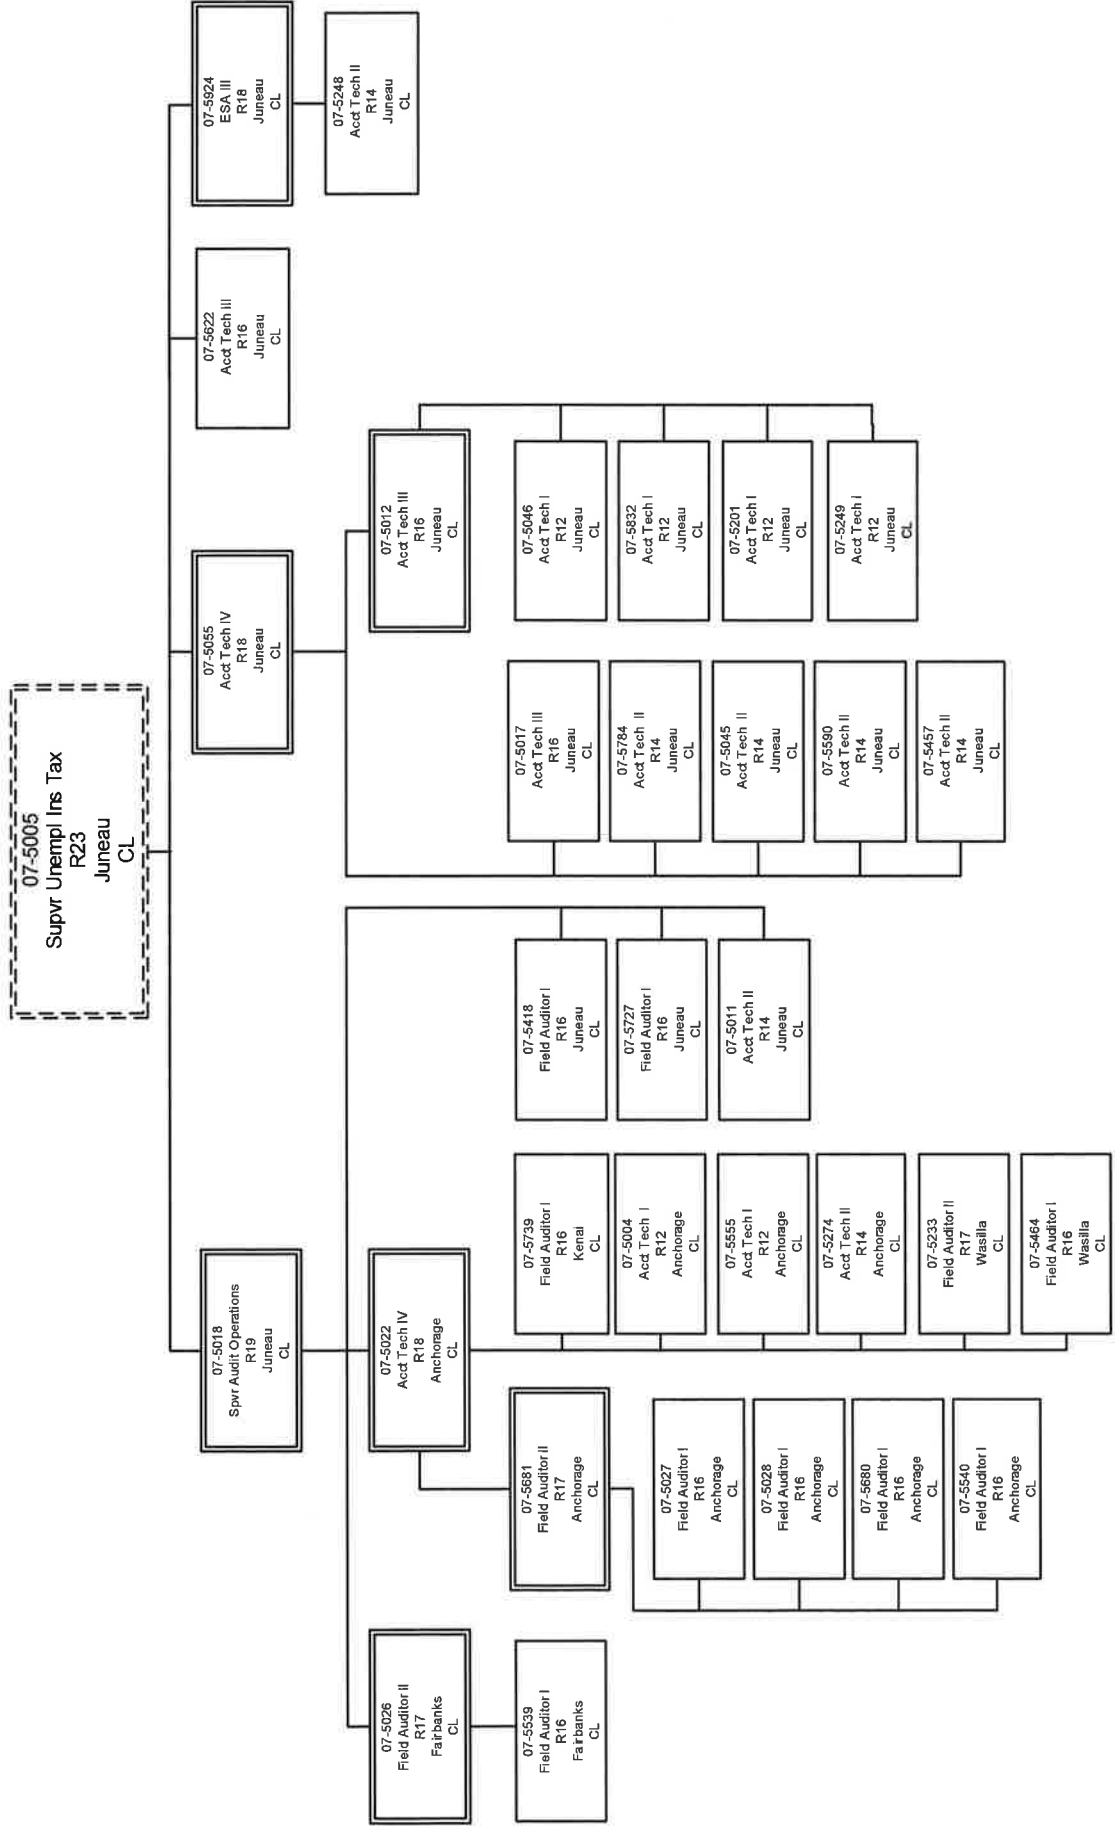 07-5005
Supvr Unempl Ins Tax
R23
Juneau
CL
07-5018
Spvr Audit Operations
R19
Juneau
CL
07-5055
Acct Tech IV
R18
Juneau
CL
07-5622
Acct Tech III
R16
Juneau
CL
07-5924
ESA III
R18
Juneau
CL
07-5248
Acct Tech II
R14
Juneau
CL
07-5026
Field Auditor II
R17
Fairbanks
CL
07-5539
Field Auditor I
R16
Fairbanks
CL
07-5022
Acct Tech IV
R18
Anchorage
CL
07-5681
Field Auditor II
R17
Anchorage
CL
07-5027
Field Auditor I
R16
Anchorage
CL
07-5028
Field Auditor I
R16
Anchorage
CL
07-5680
Field Auditor I
R16
Anchorage
CL
07-5540
Field Auditor I
R16
Anchorage
CL
07-5739
Field Auditor I
R16
Kenai
CL
07-5004
Acct Tech I
R12
Anchorage
CL
07-5555
Acct Tech I
R12
Anchorage
CL
07-5274
Acct Tech II
R14
Anchorage
CL
07-5233
Field Auditor II
R17
Wasilla
CL
07-5464
Field Auditor I
R16
Wasilla
CL
07-5418
Field Auditor I
R16
Juneau
CL
07-5727
Field Auditor I
R16
Juneau
CL
07-5011
Acct Tech II
R14
Juneau
CL
07-5017
Acct Tech III
R16
Juneau
CL
07-5784
Acct Tech II
R14
Juneau
CL
07-5045
Acct Tech II
R14
Juneau
CL
07-5590
Acct Tech II
R14
Juneau
CL
07-5457
Acct Tech II
R14
Juneau
CL
07-5012
Acct Tech III
R16
Juneau
CL
07-5046
Acct Tech I
R12
Juneau
CL
07-5832
Acct Tech I
R12
Juneau
CL
07-5201
Acct Tech I
R12
Juneau
CL
07-5249
Acct Tech I
R12
Juneau
CL